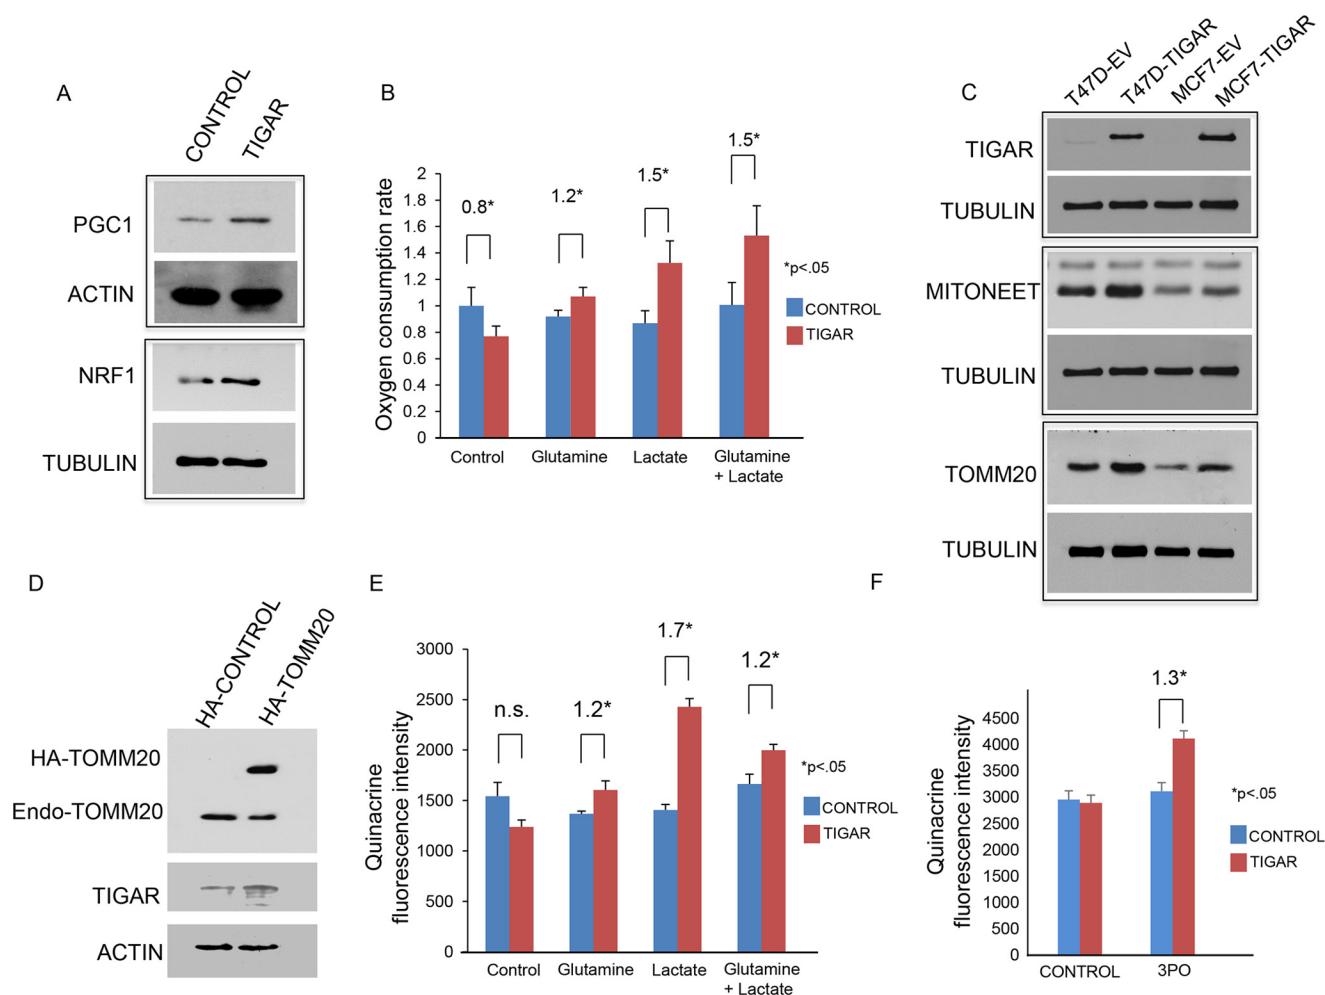 A
CONTROL
TIGAR
PGC1
ACTIN
NRF1
TUBULIN
B
Oxygen consumption rate
2
1.8
1.6
1.4
1.2
1
0.8
0.6
0.4
0.2
0
0.8*
1.2*
1.5*
1.5*
*p<.05
CONTROL
TIGAR
Control
Glutamine
Lactate
Glutamine
+ Lactate
C
T47D-EV
T47D-TIGAR
MCF7-EV
MCF7-TIGAR
TIGAR
TUBULIN
MITONEET
TUBULIN
TOMM20
TUBULIN
D
HA-CONTROL
HA-TOMM20
HA-TOMM20
Endo-TOMM20
TIGAR
ACTIN
E
Quinacrine
fluorescence intensity
3000
2500
2000
1500
1000
500
0
n.s.
1.2*
1.7*
1.2*
*p<.05
CONTROL
TIGAR
Control
Glutamine
Lactate
Glutamine
+ Lactate
F
Quinacrine
fluorescence intensity
4500
4000
3500
3000
2500
2000
1500
1000
500
0
1.3*
*p<.05
CONTROL
TIGAR
CONTROL
3PO